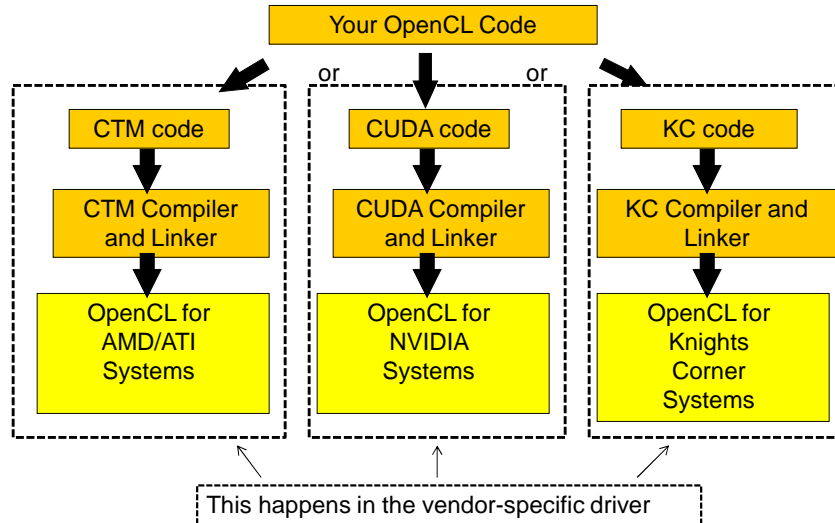 Your OpenCL Code
or
or
CTM code
CUDA code
KC code
CTM Compiler
and Linker
CUDA Compiler
and Linker
KC Compiler and
Linker
OpenCL for
AMD/ATI
Systems
OpenCL for
NVIDIA
Systems
OpenCL for
Knights
Corner
Systems
This happens in the vendor-specific driver